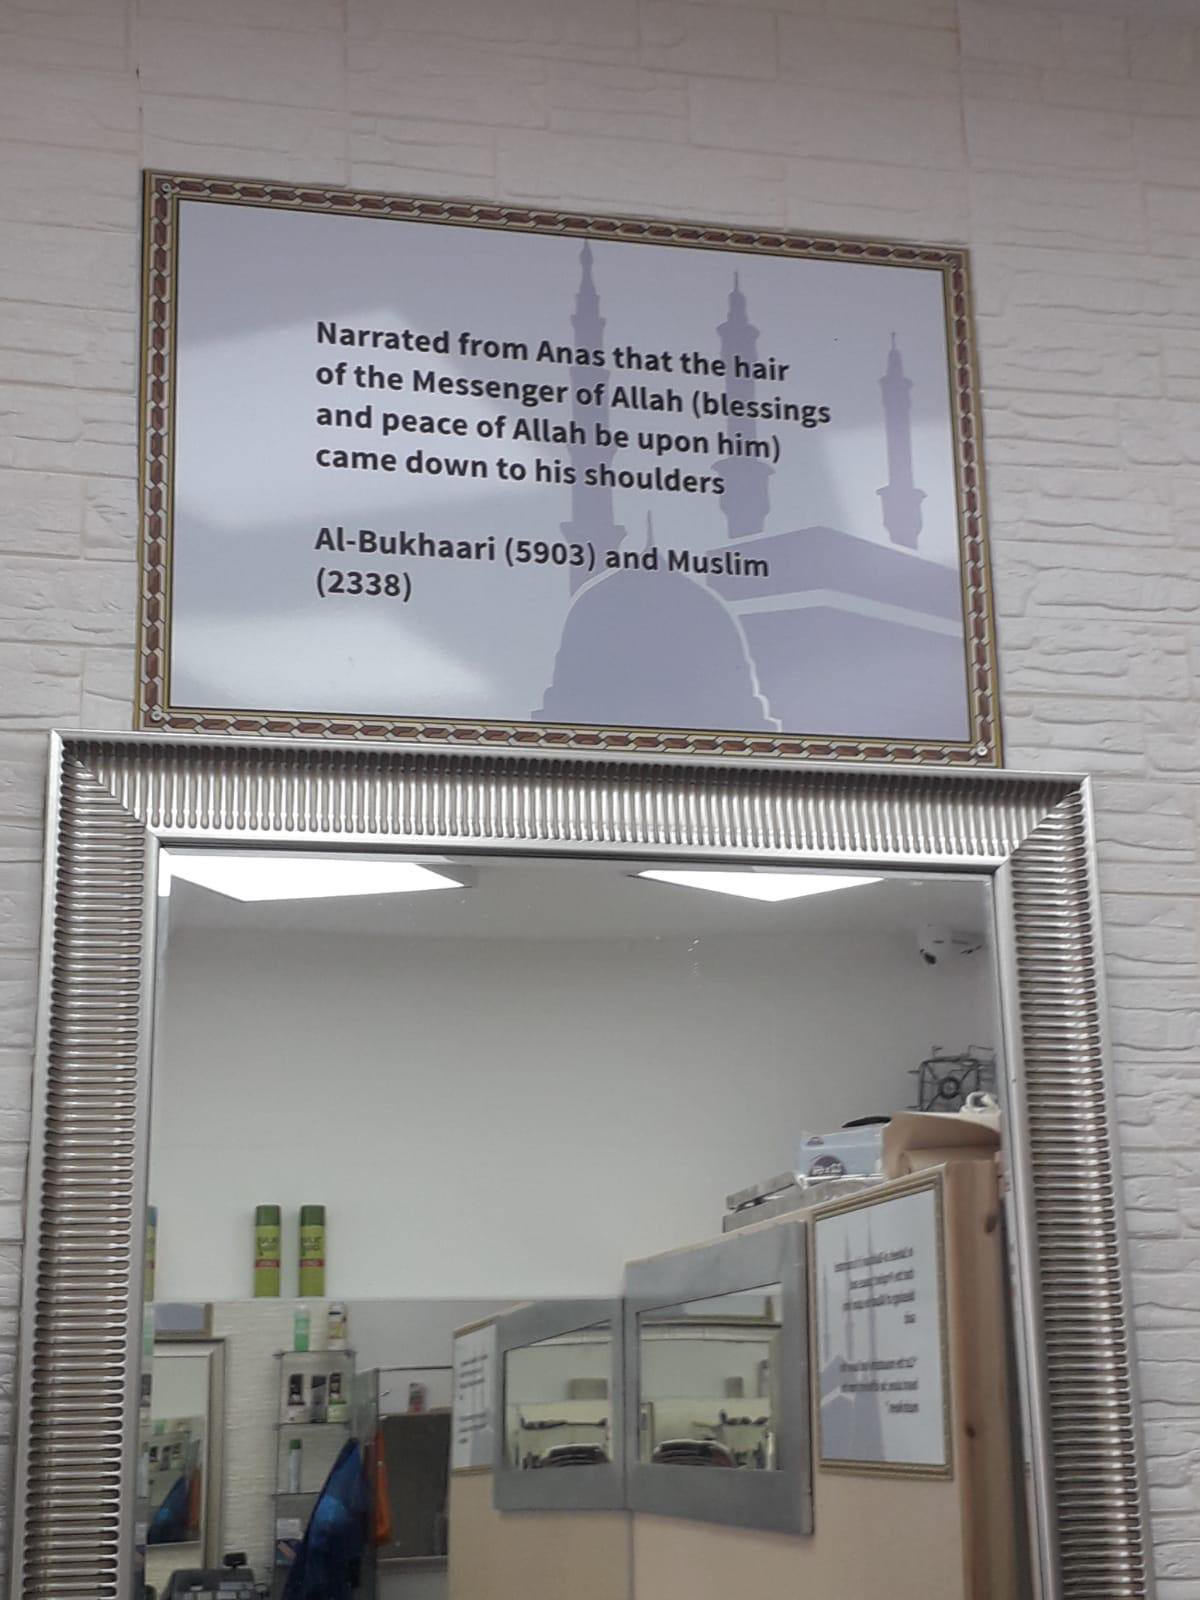 Narrated from Anas that the hair
of the Messenger of Allah (blessings
and peace of Allah be upon him)
came down to his shoulders
Al-Bukhaari (5903) and Muslim
(2338)